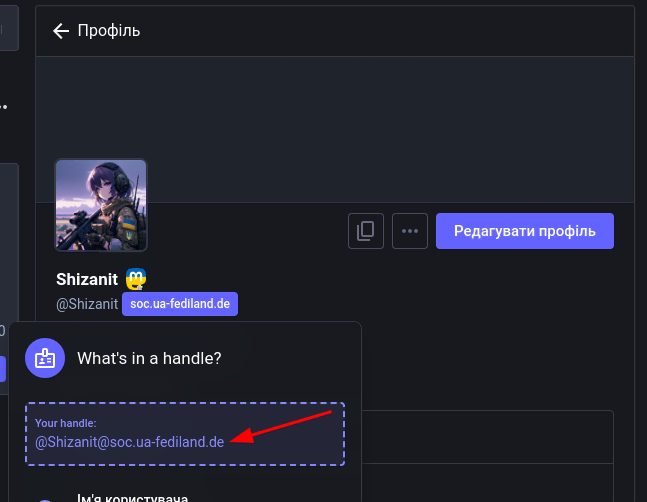 Профіль
Редагувати профіль
Shizanit
@Shizanit soc.ua-fediland.de
What's in a handle?
Your handle:
@Shizanit@soc.ua-fediland.de
Ім'я користувача